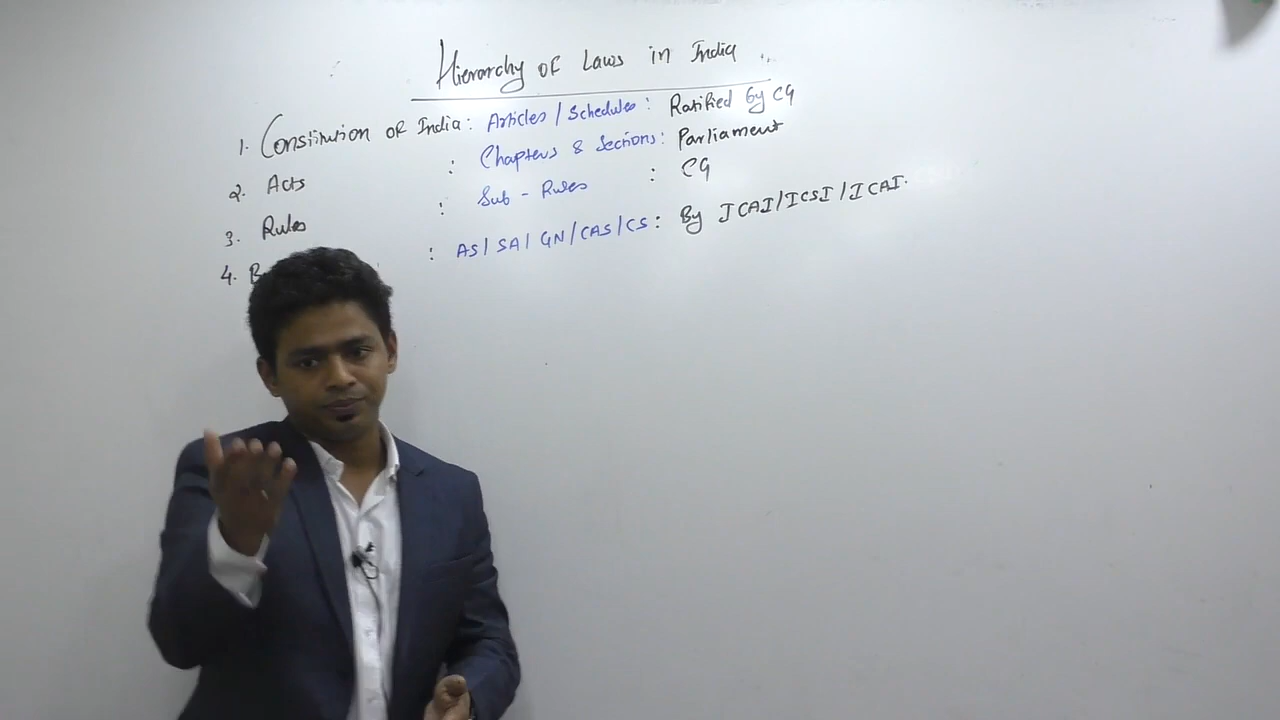 Hierarchy of Laws in India
1. Constitution of India: Articles / Schedules: Ratified by CG
2. Acts : Chapters & Sections: Parliament
3. Rules : Sub - Rules : CG
4. : AS / SA / GN / CAS / CS: By ICAI/ICSI/ICAI.